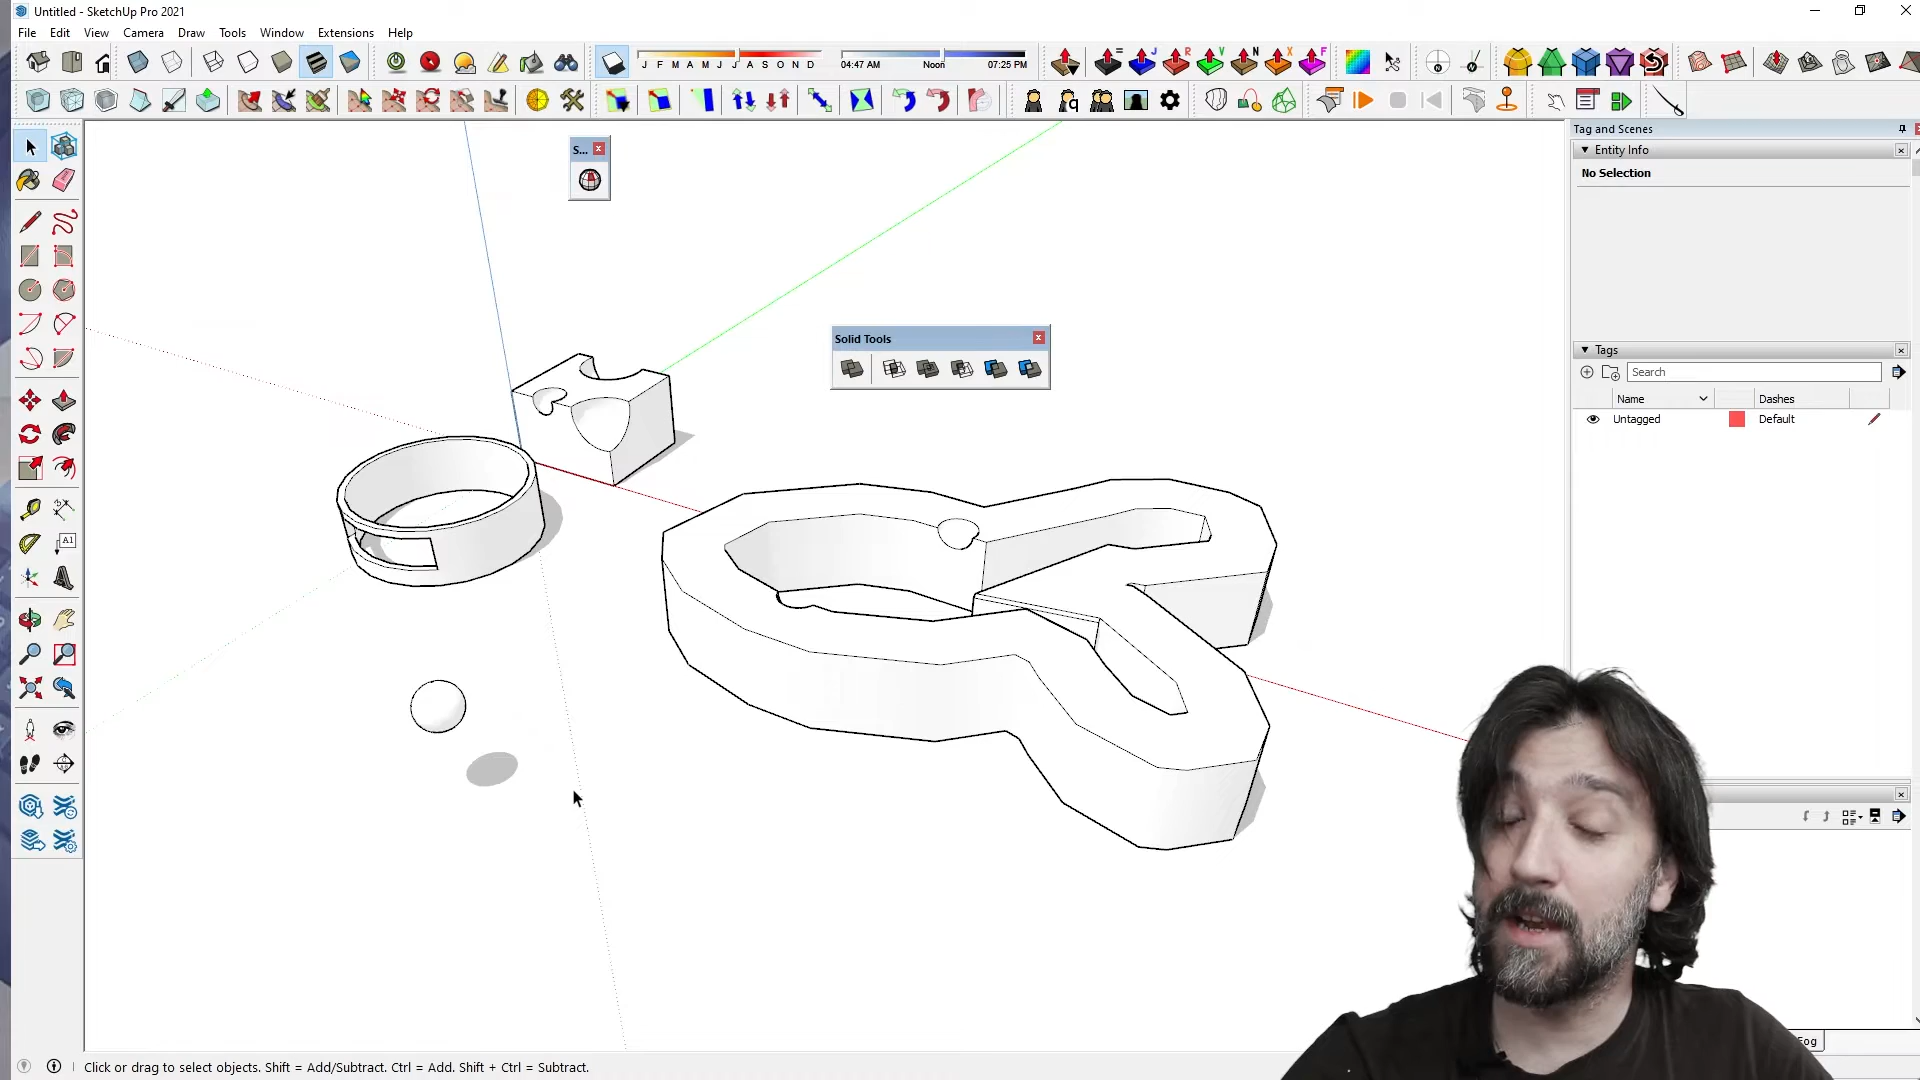 Untitled - SketchUp Pro 2021
File Edit View Camera Draw Tools Window Extensions Help
J F M A M J J A S O N D
04:47 AM Noon 07:25 PM
= J R V N X F
q
S...
Tag and Scenes
Entity Info
No Selection
Solid Tools
Tags
Search
Name Dashes
Untagged Default
A1
Fog
Click or drag to select objects. Shift = Add/Subtract. Ctrl = Add. Shift + Ctrl = Subtract.